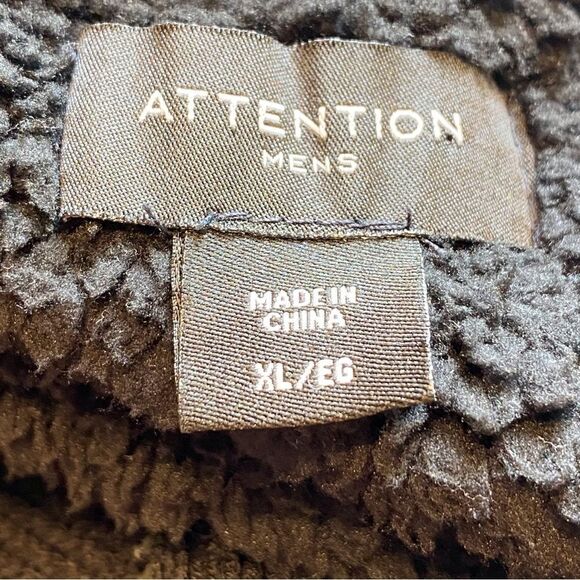 ATTENTION
MENS
MADE IN
CHINA
XL/EG